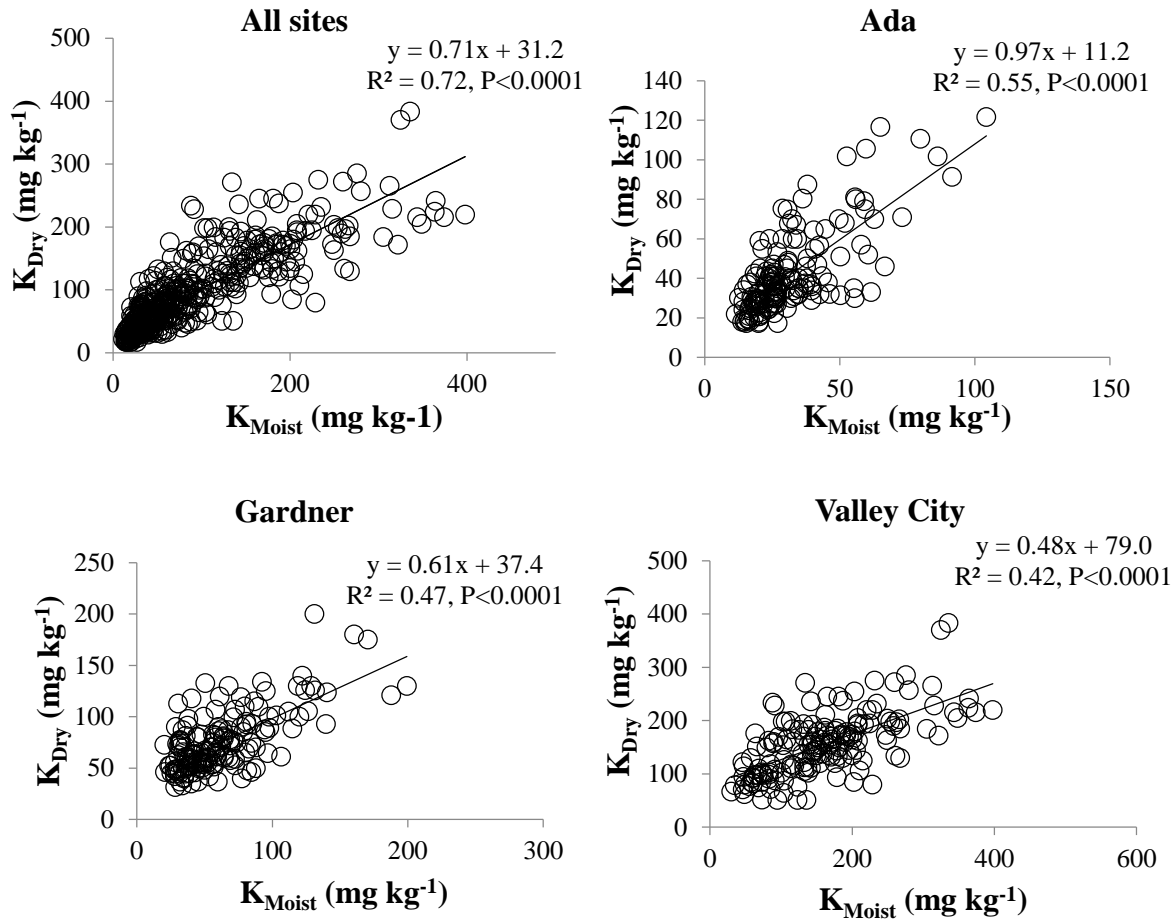 All sites
y = 0.71x + 31.2
R² = 0.72, P<0.0001
500
400
300
200
100
0
0 200 400
K_Dry (mg kg⁻¹)
K_Moist (mg kg-1)
Ada
y = 0.97x + 11.2
R² = 0.55, P<0.0001
140
120
100
80
60
40
20
0
0 50 100 150
K_Dry (mg kg⁻¹)
K_Moist (mg kg⁻¹)
Gardner
y = 0.61x + 37.4
R² = 0.47, P<0.0001
250
200
150
100
50
0
0 100 200 300
K_Dry (mg kg⁻¹)
K_Moist (mg kg⁻¹)
Valley City
y = 0.48x + 79.0
R² = 0.42, P<0.0001
500
400
300
200
100
0
0 200 400 600
K_Dry (mg kg⁻¹)
K_Moist (mg kg⁻¹)